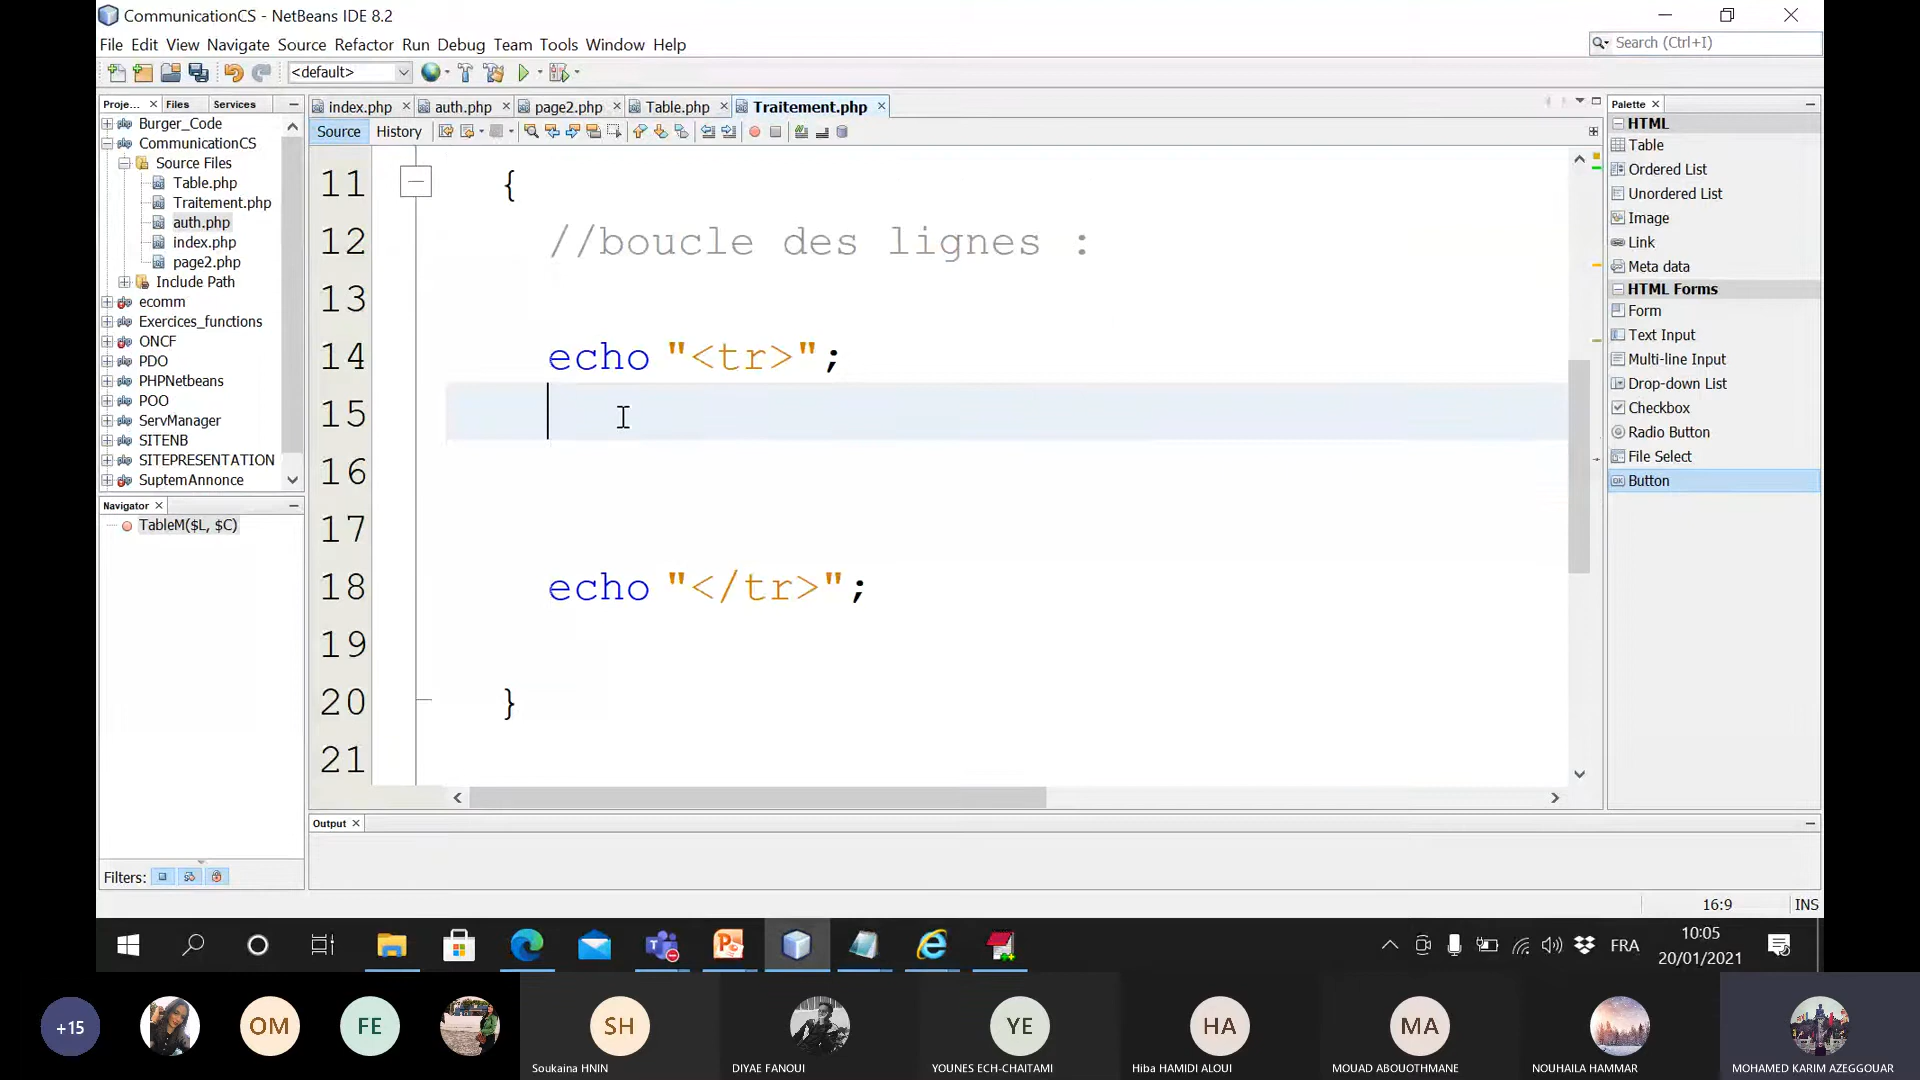 CommunicationCS - NetBeans IDE 8.2
File Edit View Navigate Source Refactor Run Debug Team Tools Window Help
Search (Ctrl+I)
<default>
Proje... Files Services
index.php auth.php page2.php Table.php Traitement.php
Source History
Burger_Code
CommunicationCS
Source Files
Table.php
Traitement.php
auth.php
index.php
page2.php
Include Path
ecomm
Exercices_functions
ONCF
PDO
PHPNetbeans
POO
ServManager
SITENB
SITEPRESENTATION
SuptemAnnonce
Navigator
TableM($L, $C)
Filters:
11 {
12 //boucle des lignes :
13
14 echo "<tr>";
15
16
17
18 echo "</tr>";
19
20 }
21
Palette
HTML
Table
Ordered List
Unordered List
Image
Link
Meta data
HTML Forms
Form
Text Input
Multi-line Input
Drop-down List
Checkbox
Radio Button
File Select
Button
Output
16:9 INS
FRA
10:05
20/01/2021
+15
OM
FE
SH
YE
HA
MA
Soukaina HNIN
DIYAE FANOUI
YOUNES ECH-CHAITAMI
Hiba HAMIDI ALOUI
MOUAD ABOUOTHMANE
NOUHAILA HAMMAR
MOHAMED KARIM AZEGGOUAR